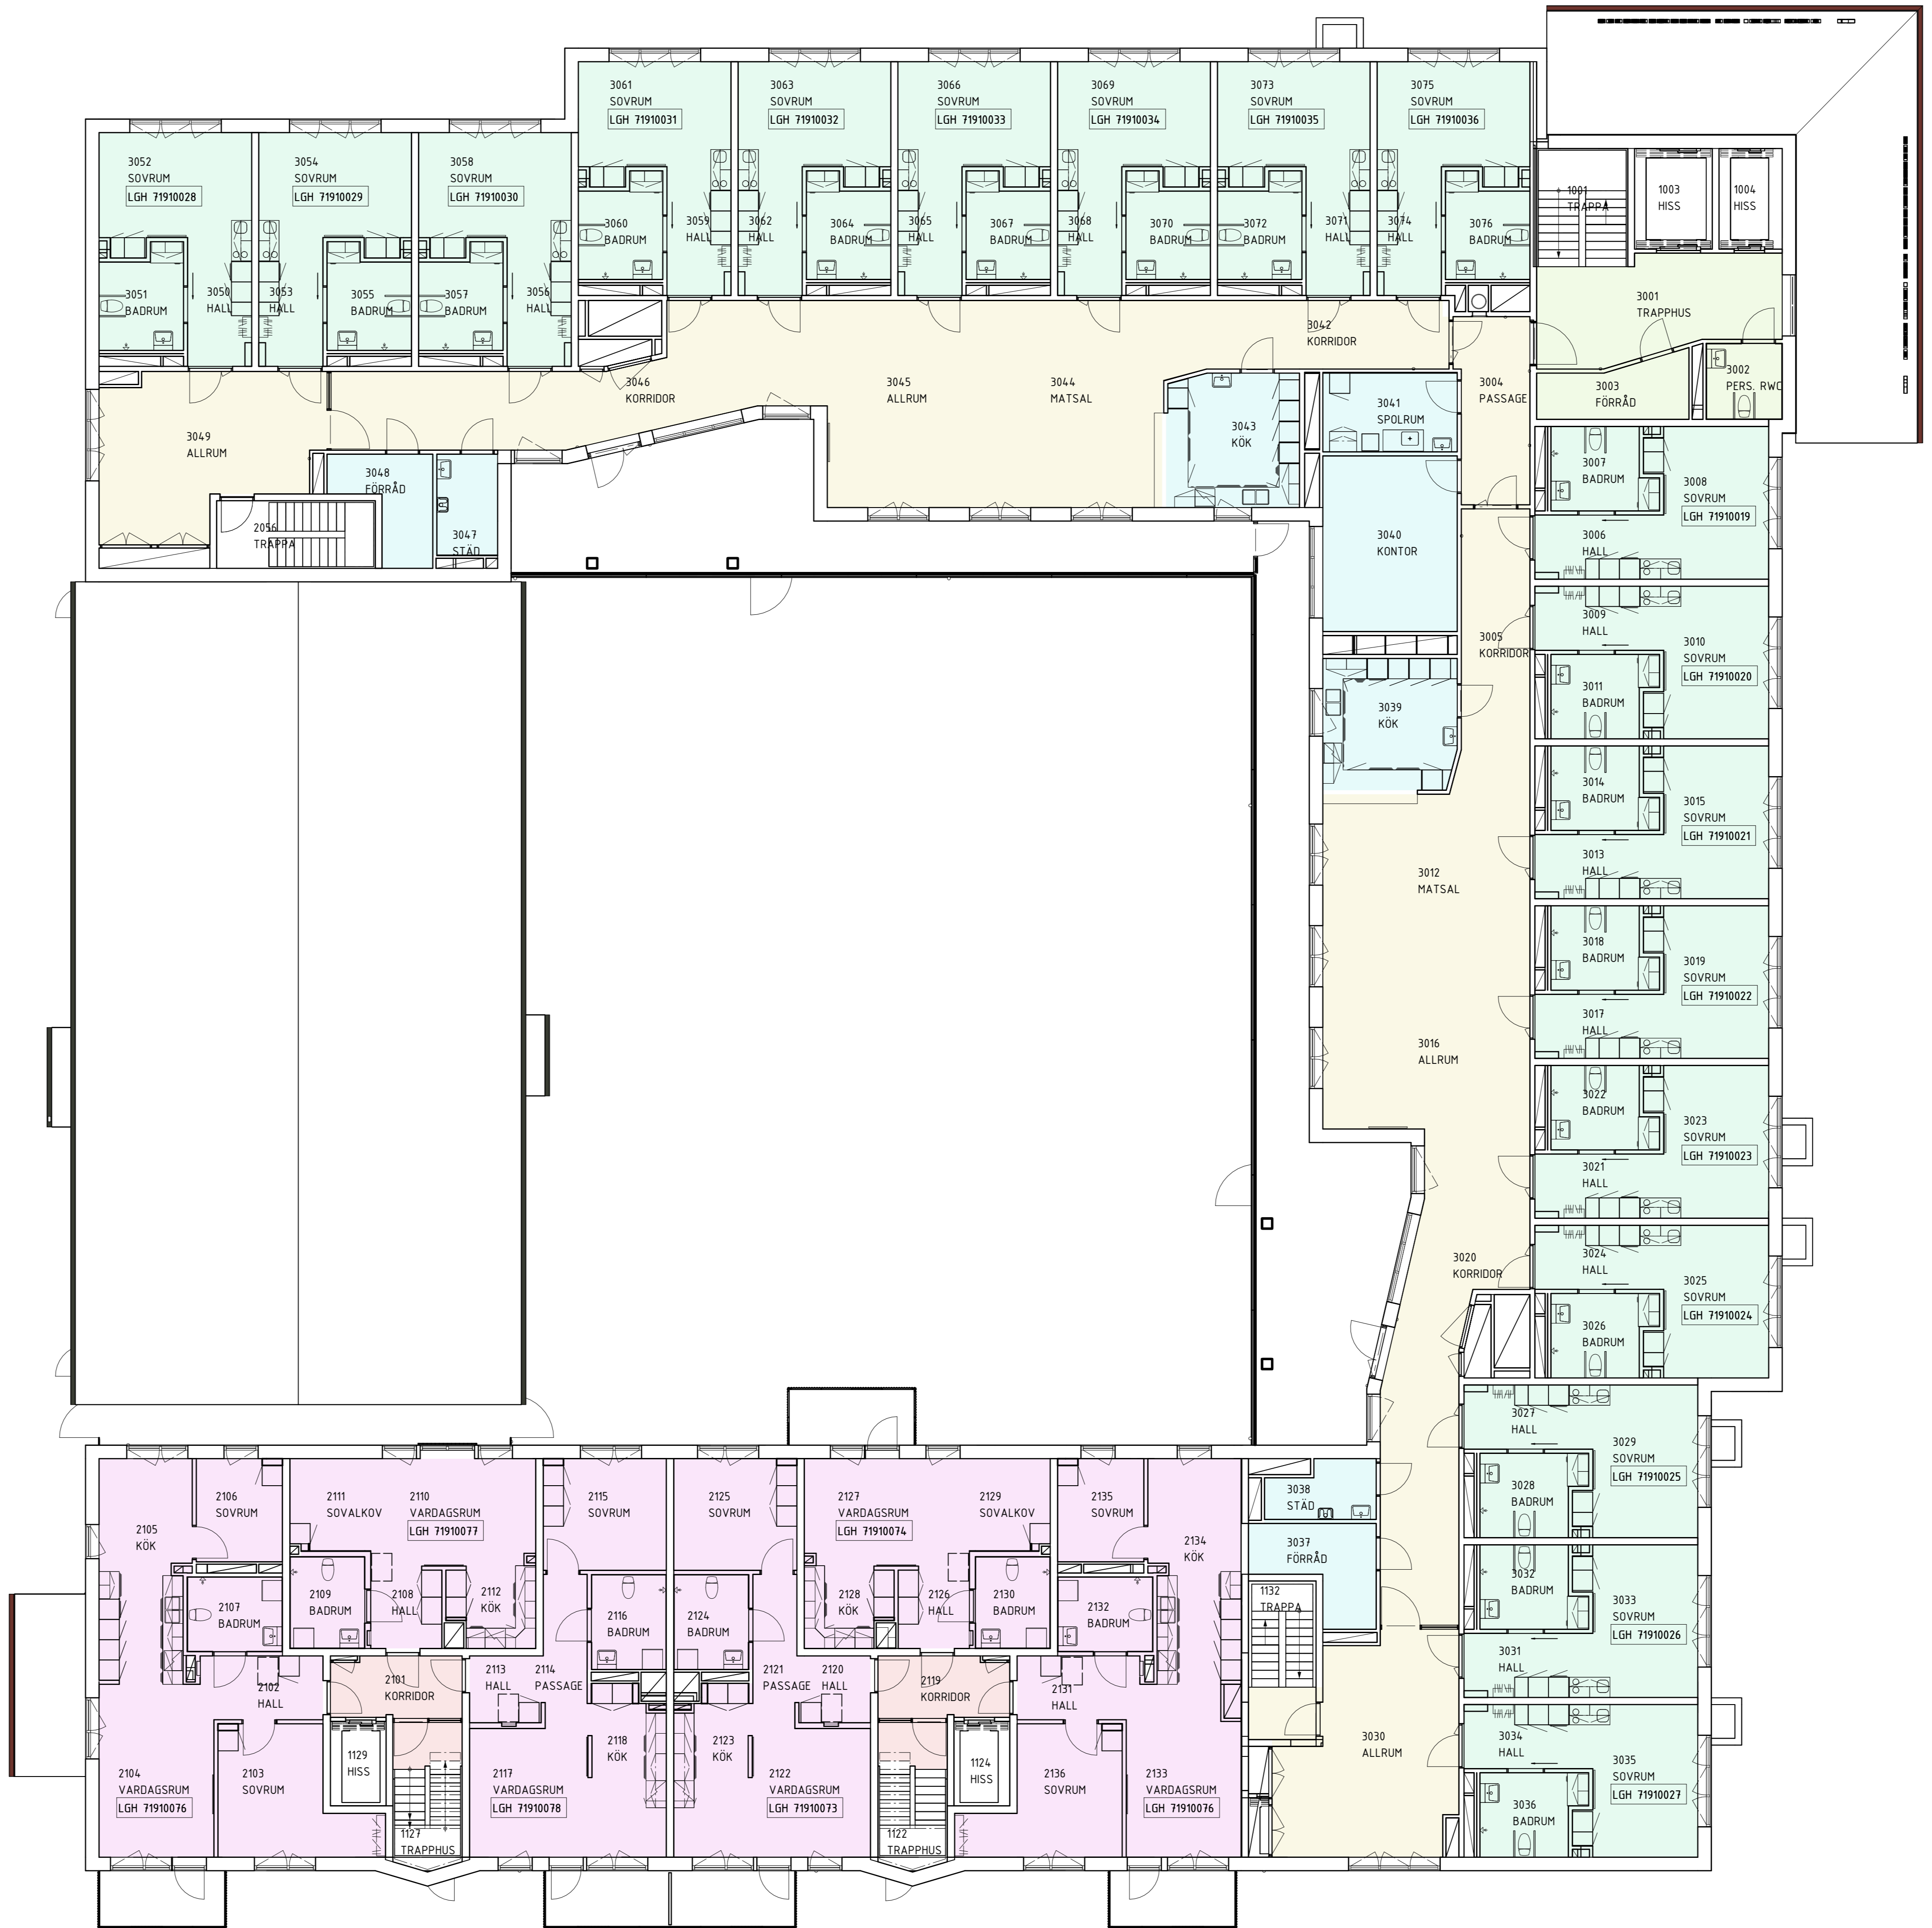 3061
SOVRUM
LGH 71910031
3063
SOVRUM
LGH 71910032
3066
SOVRUM
LGH 71910033
3069
SOVRUM
LGH 71910034
3073
SOVRUM
LGH 71910035
3075
SOVRUM
LGH 71910036
3052
SOVRUM
LGH 71910028
3054
SOVRUM
LGH 71910029
3058
SOVRUM
LGH 71910030
1001
TRAPPA
1003
HISS
1004
HISS
3060
BADRUM
3059
HALL
3062
HALL
3064
BADRUM
3065
HALL
3067
BADRUM
3068
HALL
3070
BADRUM
3072
BADRUM
3071
HALL
3074
HALL
3076
BADRUM
3051
BADRUM
3050
HALL
3053
HALL
3055
BADRUM
3057
BADRUM
3056
HALL
3001
TRAPPHUS
3042
KORRIDOR
3046
KORRIDOR
3045
ALLRUM
3044
MATSAL
3004
PASSAGE
3003
FÖRRÅD
3002
PERS. RWC
3041
SPOLRUM
3043
KÖK
3049
ALLRUM
3048
FÖRRÅD
3047
STÄD
2056
TRAPPA
3007
BADRUM
3008
SOVRUM
LGH 71910019
3006
HALL
3040
KONTOR
3009
HALL
3005
KORRIDOR
3010
SOVRUM
LGH 71910020
3011
BADRUM
3039
KÖK
3014
BADRUM
3015
SOVRUM
LGH 71910021
3013
HALL
3012
MATSAL
3018
BADRUM
3019
SOVRUM
LGH 71910022
3017
HALL
3016
ALLRUM
3022
BADRUM
3023
SOVRUM
LGH 71910023
3021
HALL
3020
KORRIDOR
3024
HALL
3025
SOVRUM
LGH 71910024
3026
BADRUM
3027
HALL
3029
SOVRUM
LGH 71910025
3028
BADRUM
3038
STÄD
3037
FÖRRÅD
3032
BADRUM
3033
SOVRUM
LGH 71910026
3031
HALL
1132
TRAPPA
3034
HALL
3030
ALLRUM
3035
SOVRUM
LGH 71910027
3036
BADRUM
2106
SOVRUM
2105
KÖK
2111
SOVALKOV
2110
VARDAGSRUM
LGH 71910077
2115
SOVRUM
2125
SOVRUM
2127
VARDAGSRUM
LGH 71910074
2129
SOVALKOV
2135
SOVRUM
2134
KÖK
2107
BADRUM
2109
BADRUM
2108
HALL
2112
KÖK
2116
BADRUM
2124
BADRUM
2128
KÖK
2126
HALL
2130
BADRUM
2132
BADRUM
2102
HALL
2101
KORRIDOR
2113
HALL
2114
PASSAGE
2121
PASSAGE
2120
HALL
2119
KORRIDOR
2131
HALL
1129
HISS
2118
KÖK
2123
KÖK
1124
HISS
2104
VARDAGSRUM
LGH 71910076
2103
SOVRUM
2117
VARDAGSRUM
LGH 71910078
2122
VARDAGSRUM
LGH 71910073
2136
SOVRUM
2133
VARDAGSRUM
LGH 71910076
1127
TRAPPHUS
1122
TRAPPHUS